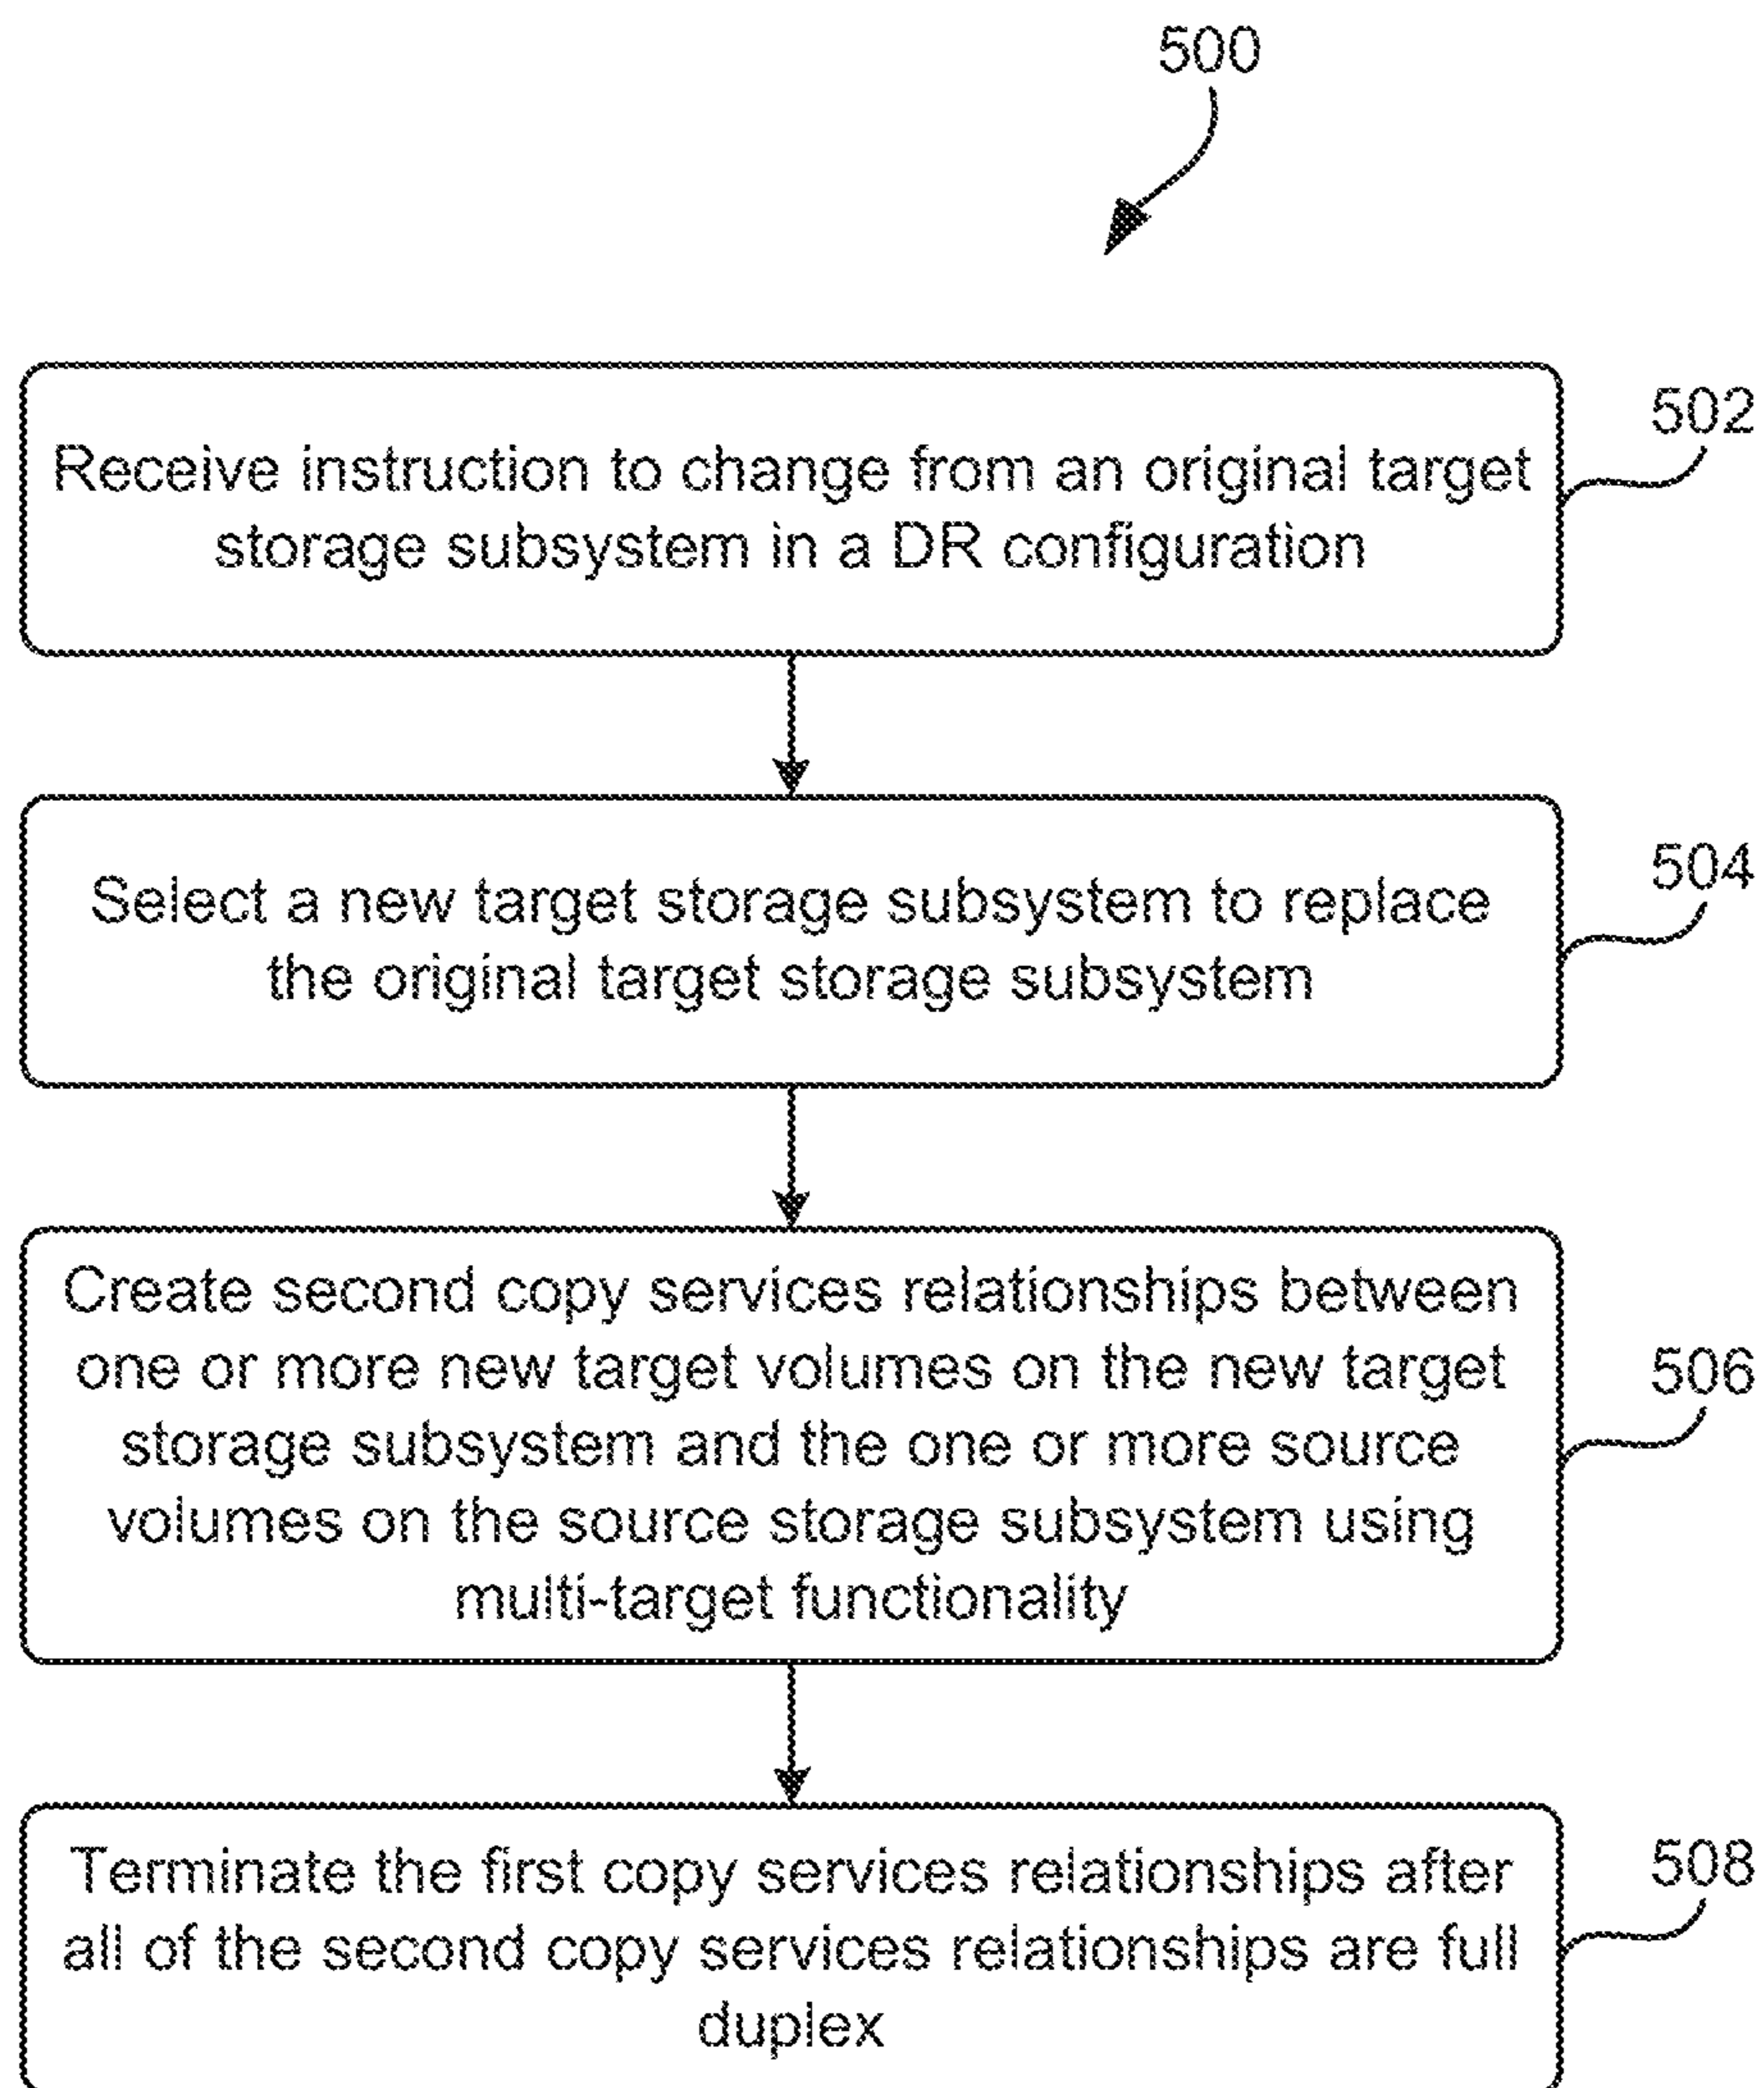 500
502
Receive instruction to change from an original target
storage subsystem in a DR configuration
504
Select a new target storage subsystem to replace
the original target storage subsystem
Create second copy services relationships between
one or more new target volumes on the new target
506
storage subsystem and the one or more source
volumes on the source storage subsystem using
multi-target functionality
508
Terminate the first copy services relationships after
all of the second copy services relationships are full
duplex